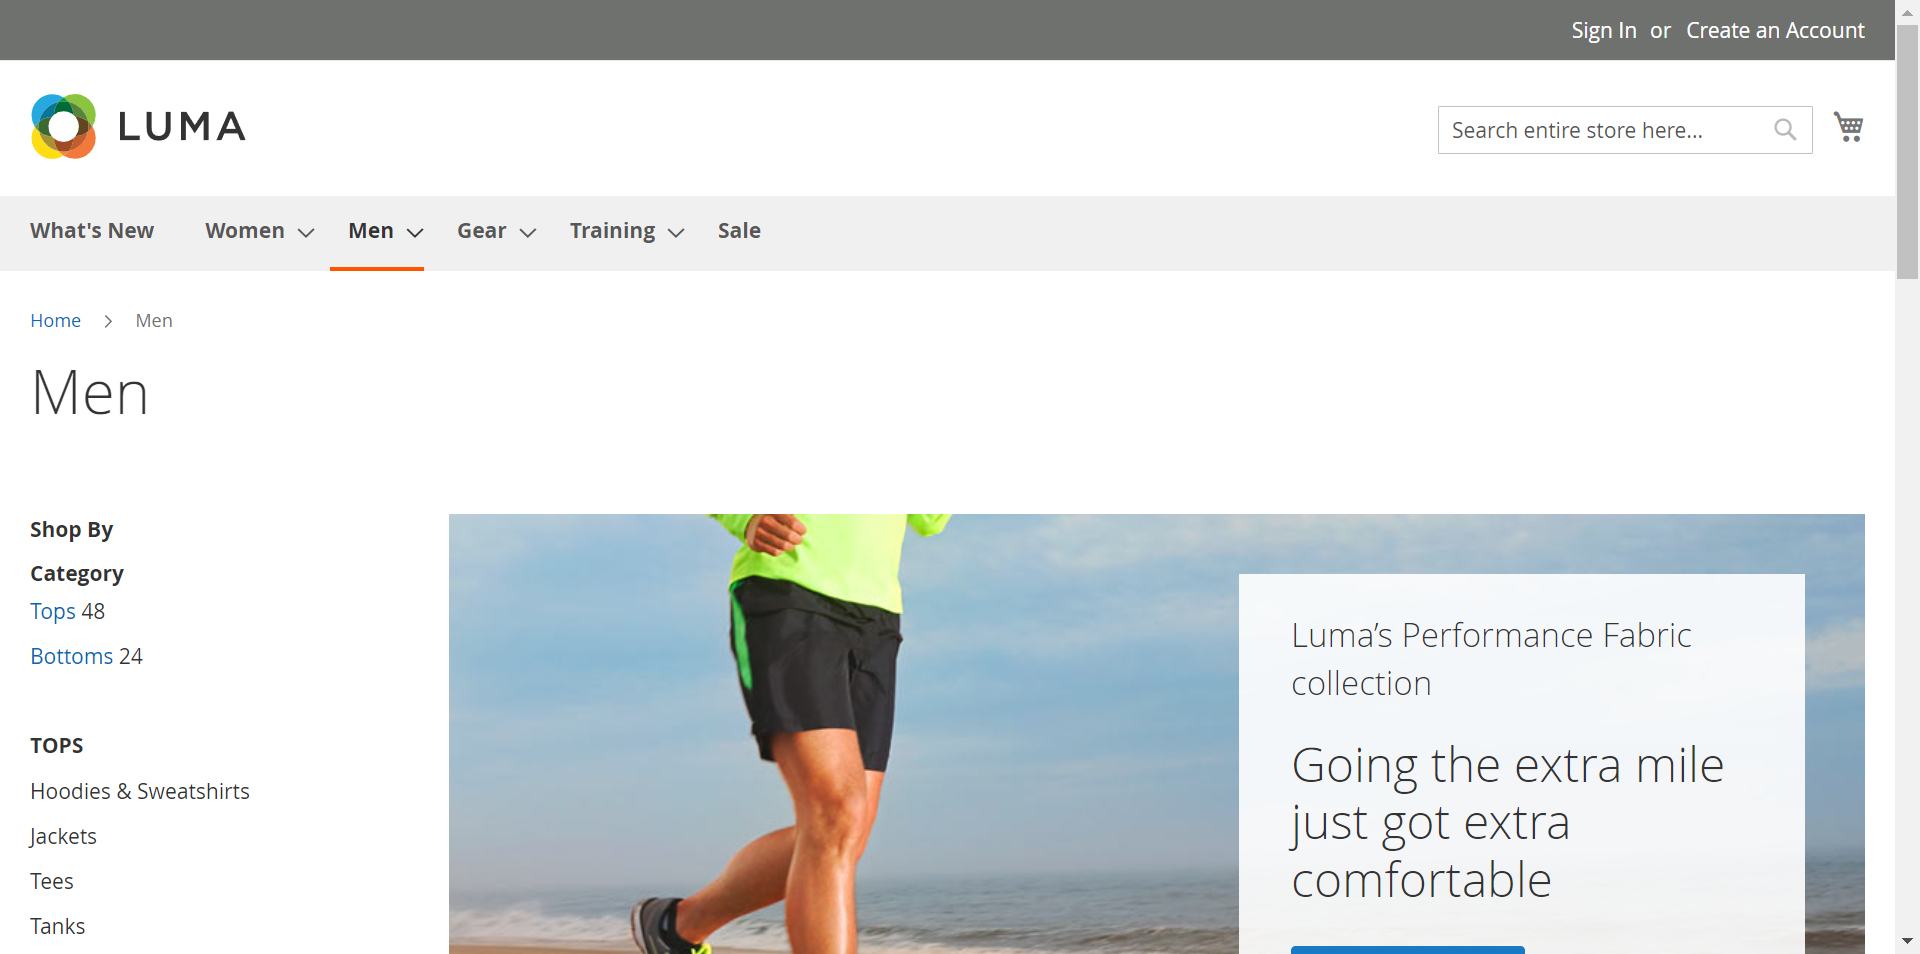 Sign In or Create an Account
LUMA
Search entire store here...
What's New Women Men Gear Training Sale
Home Men
Men
Shop By
Category
Tops 48
Bottoms 24
TOPS
Hoodies & Sweatshirts
Jackets
Tees
Tanks
Luma’s Performance Fabric
collection
Going the extra mile
just got extra
comfortable